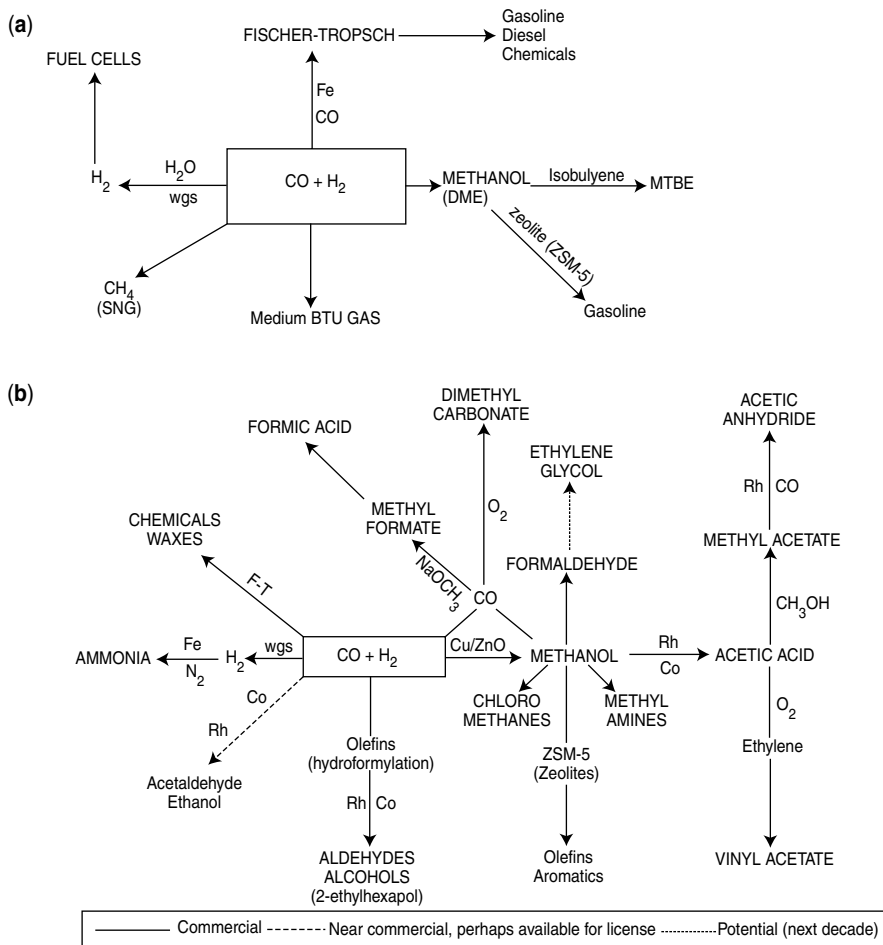 (a)
FISCHER-TROPSCH
Gasoline
Diesel
Chemicals
FUEL CELLS
Fe
CO
H2O
H2
wgs
CO + H2
METHANOL
(DME)
Isobulyene
MTBE
zeolite (ZSM-5)
Gasoline
CH4
(SNG)
Medium BTU GAS
(b)
DIMETHYL
CARBONATE
ACETIC
ANHYDRIDE
FORMIC ACID
ETHYLENE
GLYCOL
Rh CO
O2
METHYL
FORMATE
CHEMICALS
WAXES
METHYL ACETATE
FORMALDEHYDE
NaOCH3
F-T
CO
CH3OH
Fe
wgs
Cu/ZnO
Rh
AMMONIA
H2
CO + H2
METHANOL
ACETIC ACID
N2
Co
Co
Rh
CHLORO
METHANES
METHYL
AMINES
O2
Olefins
(hydroformylation)
ZSM-5
(Zeolites)
Ethylene
Acetaldehyde
Ethanol
Rh Co
ALDEHYDES
ALCOHOLS
(2-ethylhexapol)
Olefins
Aromatics
VINYL ACETATE
Commercial Near commercial, perhaps available for license Potential (next decade)